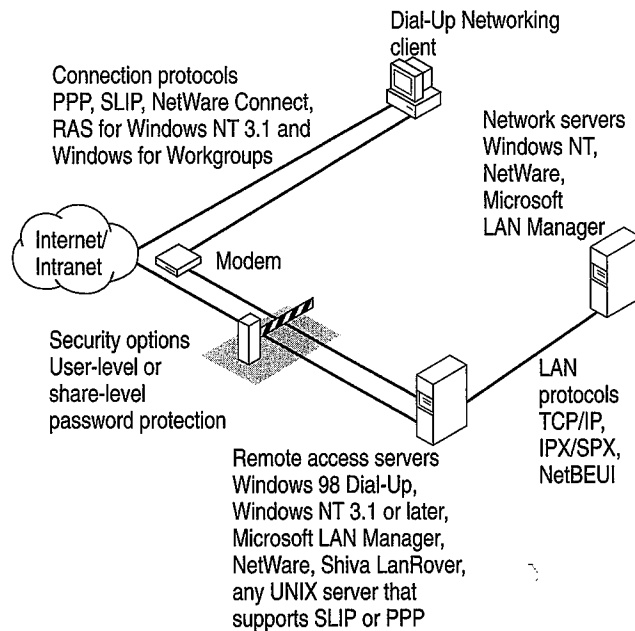 Dial-Up Networking
client
Connection protocols
PPP, SLIP, NetWare Connect,
RAS for Windows NT 3.1 and
Windows for Workgroups
Network servers
Windows NT,
NetWare,
Microsoft
LAN Manager
Internet/
Intranet
Modem
Security options
User-level or
share-level
password protection
LAN
protocols
TCP/IP,
IPX/SPX,
NetBEUI
Remote access servers
Windows 98 Dial-Up,
Windows NT 3.1 or later,
Microsoft LAN Manager,
NetWare, Shiva LanRover,
any UNIX server that
supports SLIP or PPP